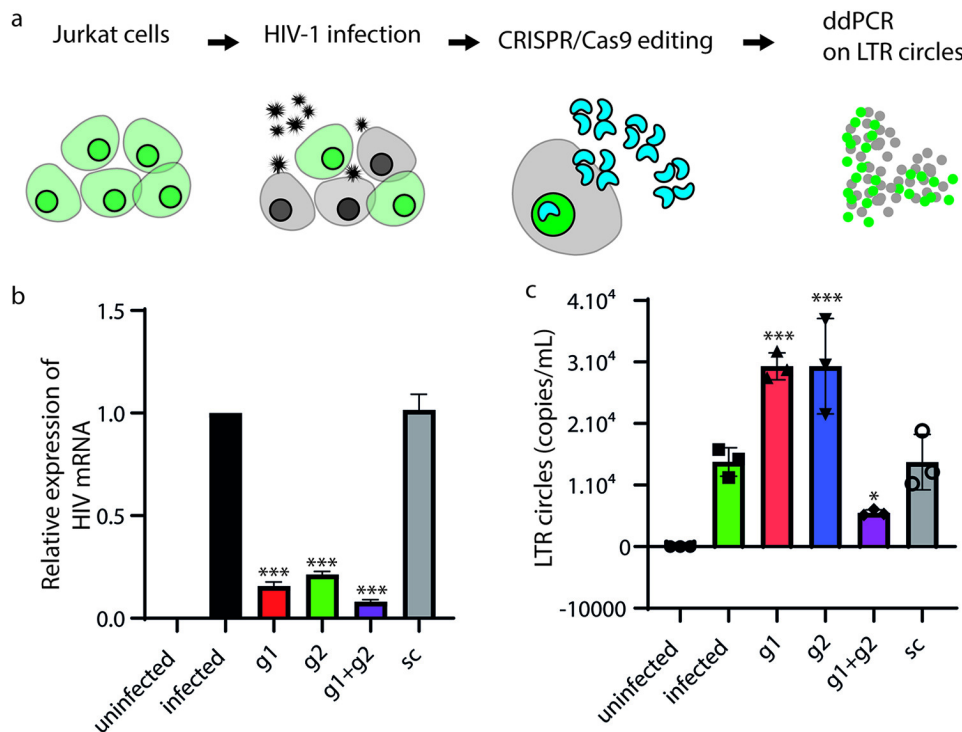 a
Jurkat cells
HIV-1 infection
CRISPR/Cas9 editing
ddPCR
on LTR circles
b
Relative expression of
HIV mRNA
1.5
1.0
0.5
0.0
***
***
***
uninfected
infected
g1
g2
g1+g2
sc
c
LTR circles (copies/mL)
4.10⁴
3.10⁴
2.10⁴
1.10⁴
0
-10000
***
***
*
uninfected
infected
g1
g2
g1+g2
sc